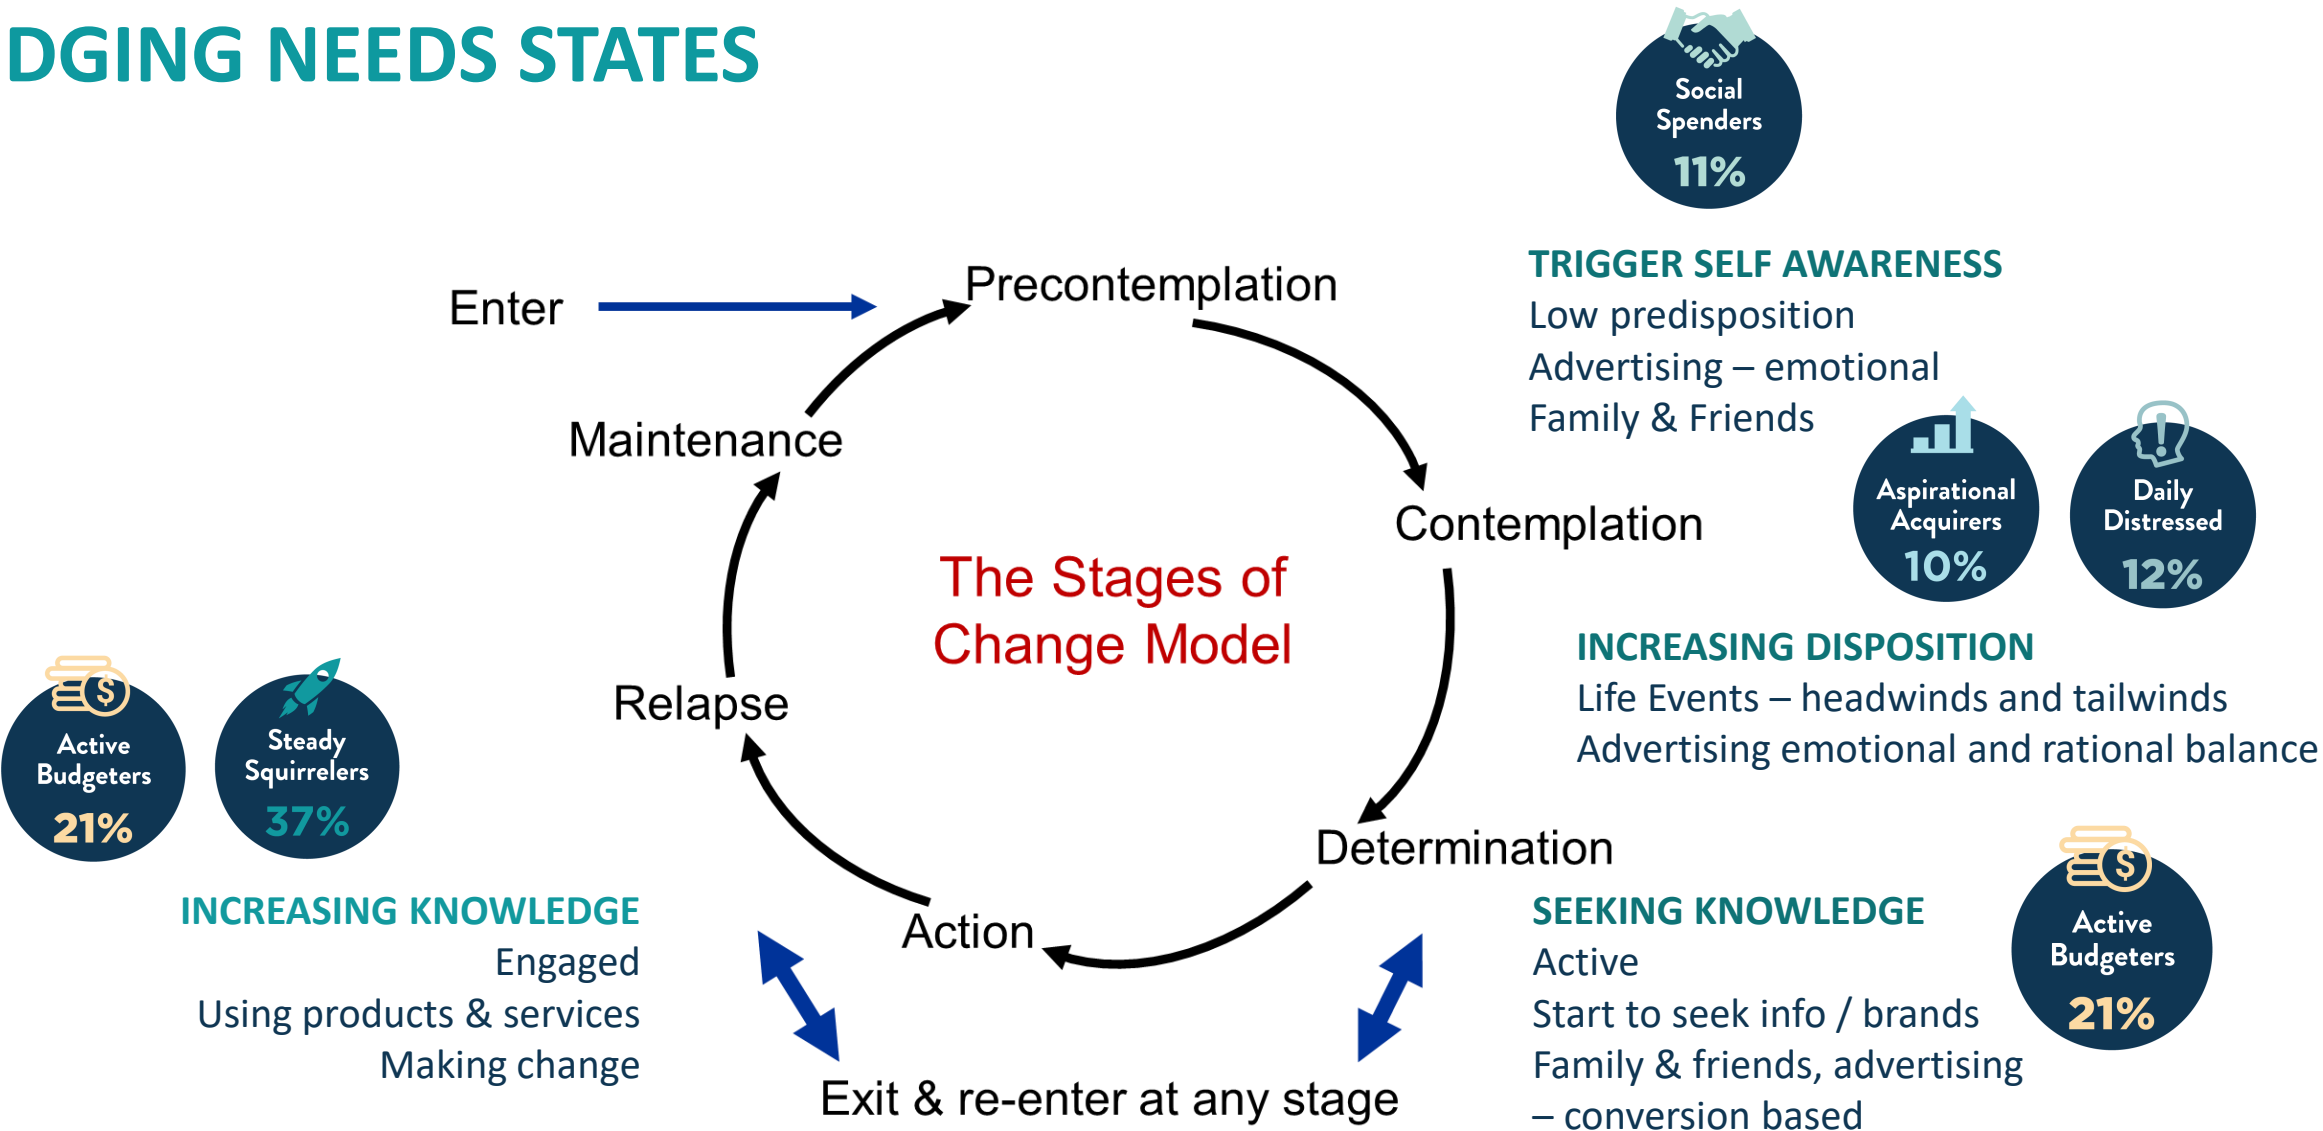 DGING NEEDS STATES
Social
Spenders
11%
TRIGGER SELF AWARENESS
Low predisposition
Advertising – emotional
Family & Friends
Enter
Precontemplation
Maintenance
Contemplation
Aspirational
Acquirers
10%
Daily
Distressed
12%
The Stages of
Change Model
INCREASING DISPOSITION
Life Events – headwinds and tailwinds
Advertising emotional and rational balance
Relapse
Active
Budgeters
21%
Steady
Squirrelers
37%
Determination
Action
INCREASING KNOWLEDGE
Engaged
Using products & services
Making change
SEEKING KNOWLEDGE
Active
Start to seek info / brands
Family & friends, advertising
– conversion based
$
Active
Budgeters
21%
$
Exit & re-enter at any stage